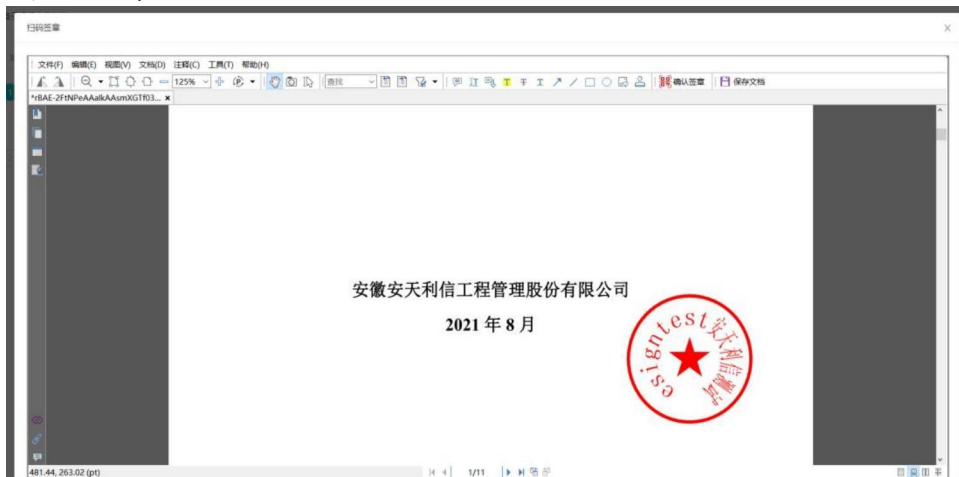 扫码签章
文件(F) 编辑(E) 视图(V) 文档(O) 注释(C) 工具(T) 帮助(H)
125% 查找 确认签章 保存文档
*rBAE-2FtNPeAAalkAAsmXGTf03...
安徽安天利信工程管理股份有限公司
2021 年 8 月
esigntest安天利信测试
481.44, 263.02 (pt) 1/11